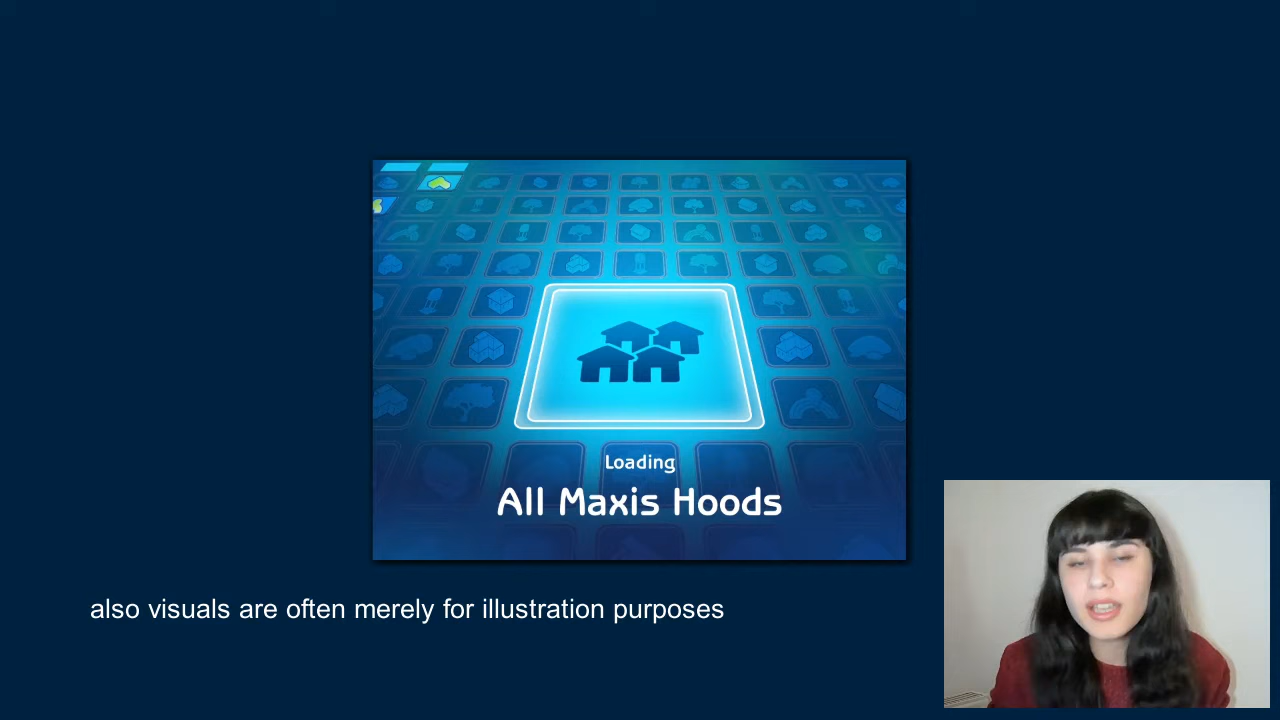 Loading
All Maxis Hoods
also visuals are often merely for illustration purposes